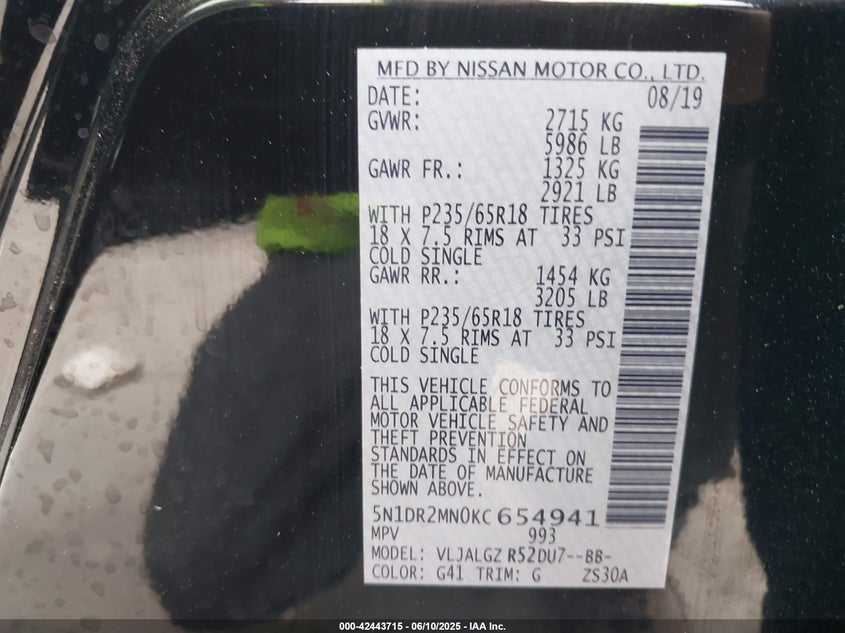 MFD BY NISSAN MOTOR CO., LTD.
DATE: 08/19
GVWR: 2715 KG
5986 LB
GAWR FR.: 1325 KG
2921 LB
WITH P235/65R18 TIRES
18 X 7.5 RIMS AT 33 PSI
COLD SINGLE
GAWR RR.: 1454 KG
3205 LB
WITH P235/65R18 TIRES
18 X 7.5 RIMS AT 33 PSI
COLD SINGLE
THIS VEHICLE CONFORMS TO
ALL APPLICABLE FEDERAL
MOTOR VEHICLE SAFETY AND
THEFT PREVENTION
STANDARDS IN EFFECT ON
THE DATE OF MANUFACTURE
SHOWN ABOVE.
5N1DR2MN0KC654941
MPV 993
MODEL: VLJALGZ R52DU7--BB-
COLOR: G41 TRIM: G ZS30A
000-42443715 - 06/10/2025 - IAA Inc.